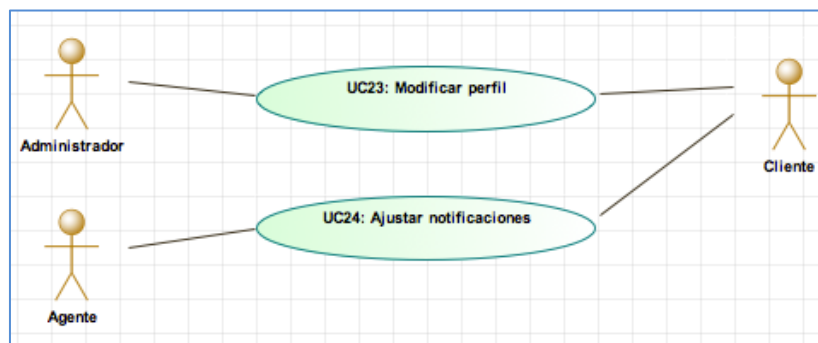 UC23: Modificar perfil
Administrador
Cliente
UC24: Ajustar notificaciones
Agente